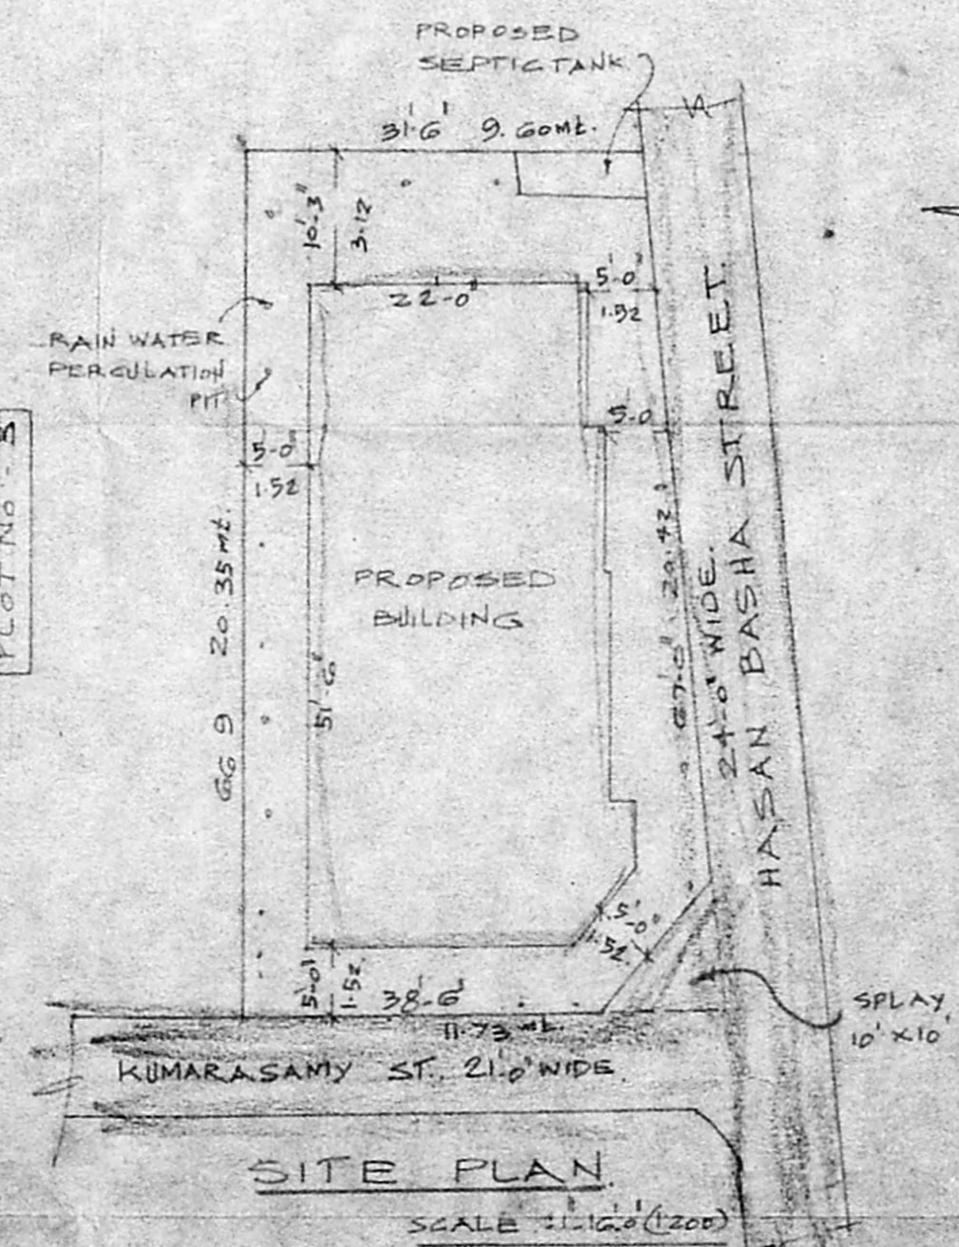 PROPOSED
SEPTIC TANK
31'-6" 9.60mt.
10'-3"
3.12
22'-0"
5'-0"
1.52
RAIN WATER
PERCULATION
PIT
5'-0
5'-0"
1.52
PLOT NO - 
66 9 20.35mt.
51'-6"
PROPOSED
BUILDING
67'-0" 20.42
24'-0" WIDE.
HASAN BASHA STREET.
5'-0"
1.52.
5'-0"
1.52
38'-6"
11.73 mt.
SPLAY
10' X 10'
KUMARASAMY ST. 21'-0" WIDE.
SITE PLAN.
SCALE 1"=16'-0" (1:200)